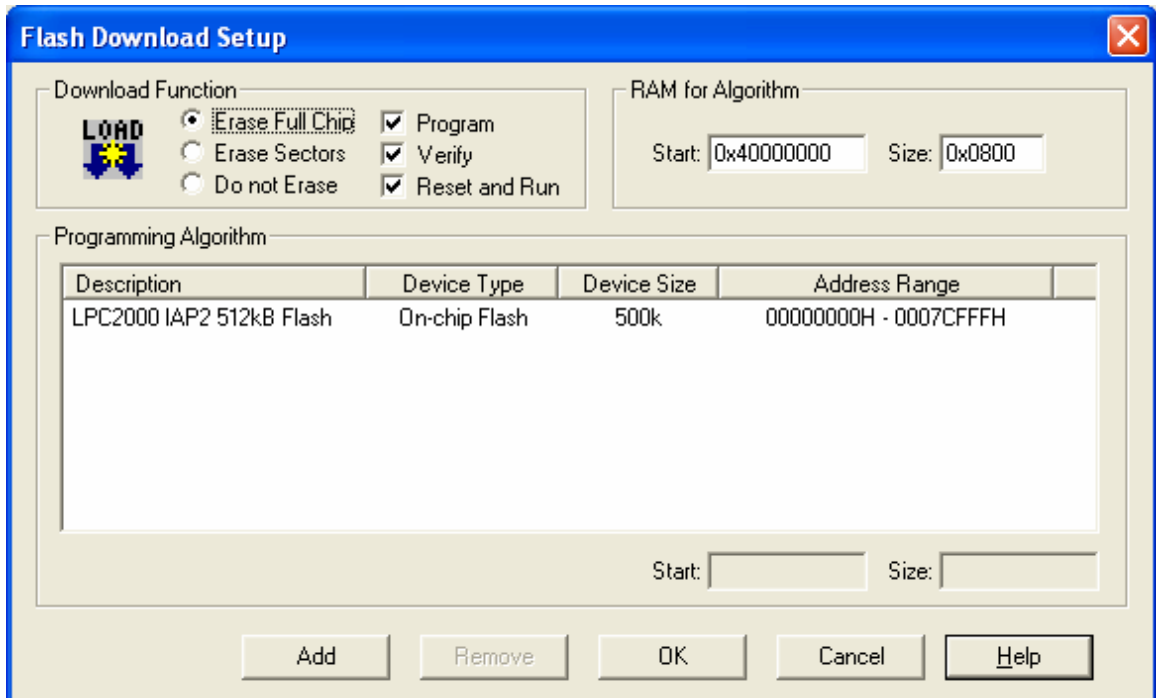 Flash Download Setup
Download Function
LOAD
Erase Full Chip
Erase Sectors
Do not Erase
Program
Verify
Reset and Run
RAM for Algorithm
Start: 0x40000000 Size: 0x0800
Programming Algorithm
Description Device Type Device Size Address Range
LPC2000 IAP2 512kB Flash On-chip Flash 500k 00000000H - 0007CFFFH
Start: Size:
Add Remove OK Cancel Help